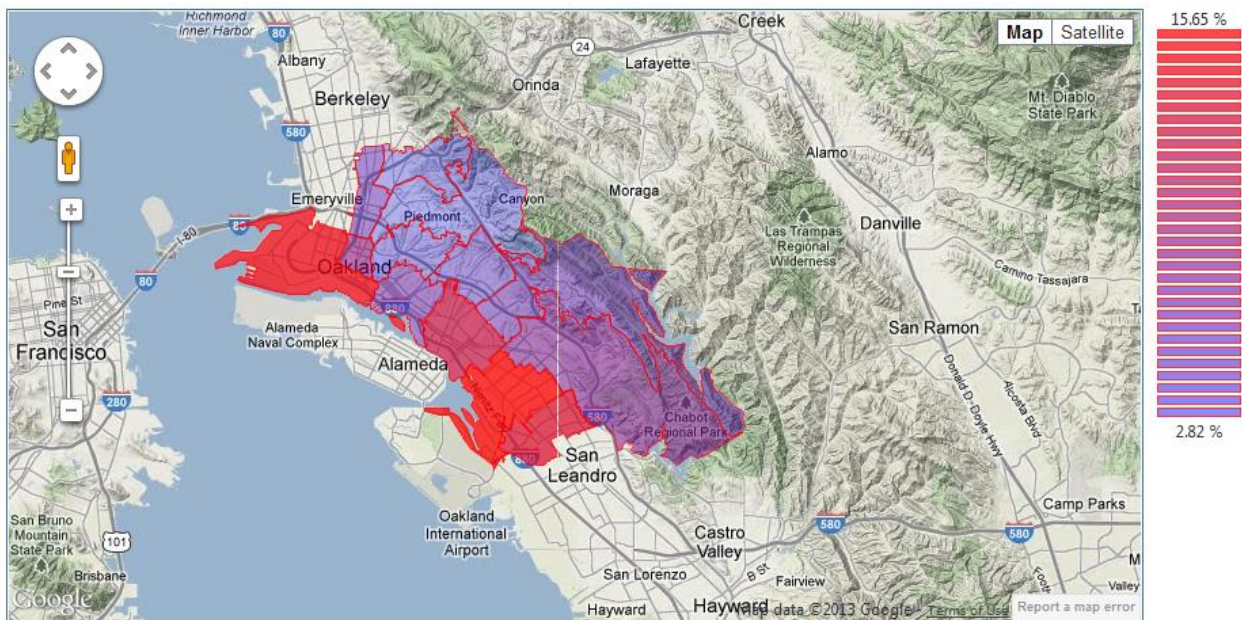 Richmond
Inner Harbor
80
Albany
Creek
24
Lafayette
Orinda
Map
Satellite
15.65 %
Mt. Diablo
State Park
Berkeley
580
Alamo
Moraga
Emeryville
Canyon
Piedmont
Danville
Las Trampas
Regional
Wilderness
80
I-80
Oakland
80
Camino Tassajara
Pine St
San
Francisco
Alameda
Naval Complex
880
San Ramon
Alameda
280
Donald D. Doyle Hwy
Alcosta Blvd
580
Chabot
Regional Park
2.82 %
880
San
Leandro
Oakland
International
Airport
Camp Parks
San Bruno
Mountain
State Park
101
Castro
Valley
580
580
Brisbane
San Lorenzo
B St
Fairview
Valley
Google
Hayward
Hayward
Map data ©2013 Google -
Terms of Use
Report a map error